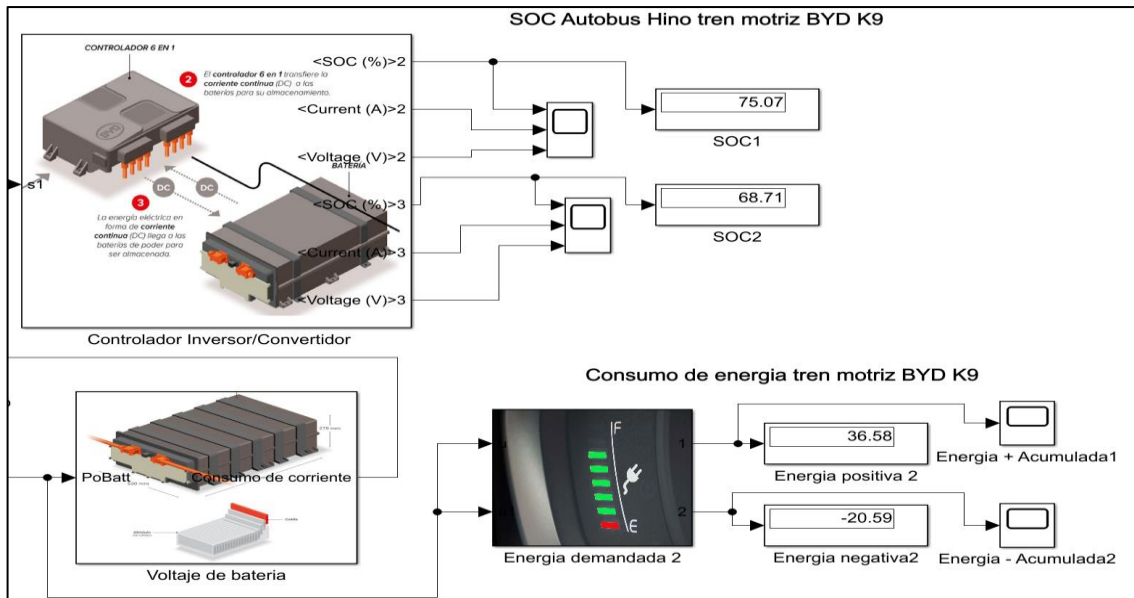 SOC Autobus Hino tren motriz BYD K9
CONTROLADOR 6 EN 1
2
El controlador 6 en 1 transfiere la
corriente continua (DC) a las
baterías para su almacenamiento.
BYD
<SOC (%)>2
<Current (A)>2
<Voltage (V)>2
BATERÍA
<SOC (%)>3
<Current (A)>3
<Voltage (V)>3
s1
DC
DC
3
La energía eléctrica en
forma de corriente
continua (DC) llega a las
baterías de poder para
ser almacenada.
75.07
SOC1
68.71
SOC2
Controlador Inversor/Convertidor
Consumo de energia tren motriz BYD K9
PoBatt
Consumo de corriente
Voltaje de bateria
F
E
1
2
Energia demandada 2
36.58
Energia positiva 2
-20.59
Energia negativa2
Energia + Acumulada1
Energia - Acumulada2